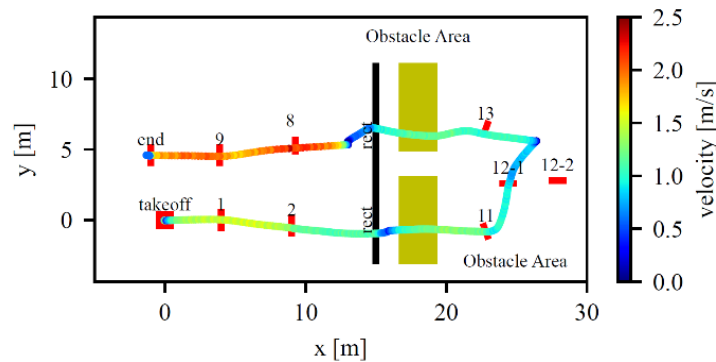 Obstacle Area
10
5
0
y [m]
end
9
8
rect
13
12-1
12-2
takeoff
1
2
rect
11
Obstacle Area
0
10
20
30
x [m]
2.5
2.0
1.5
1.0
0.5
0.0
velocity [m/s]